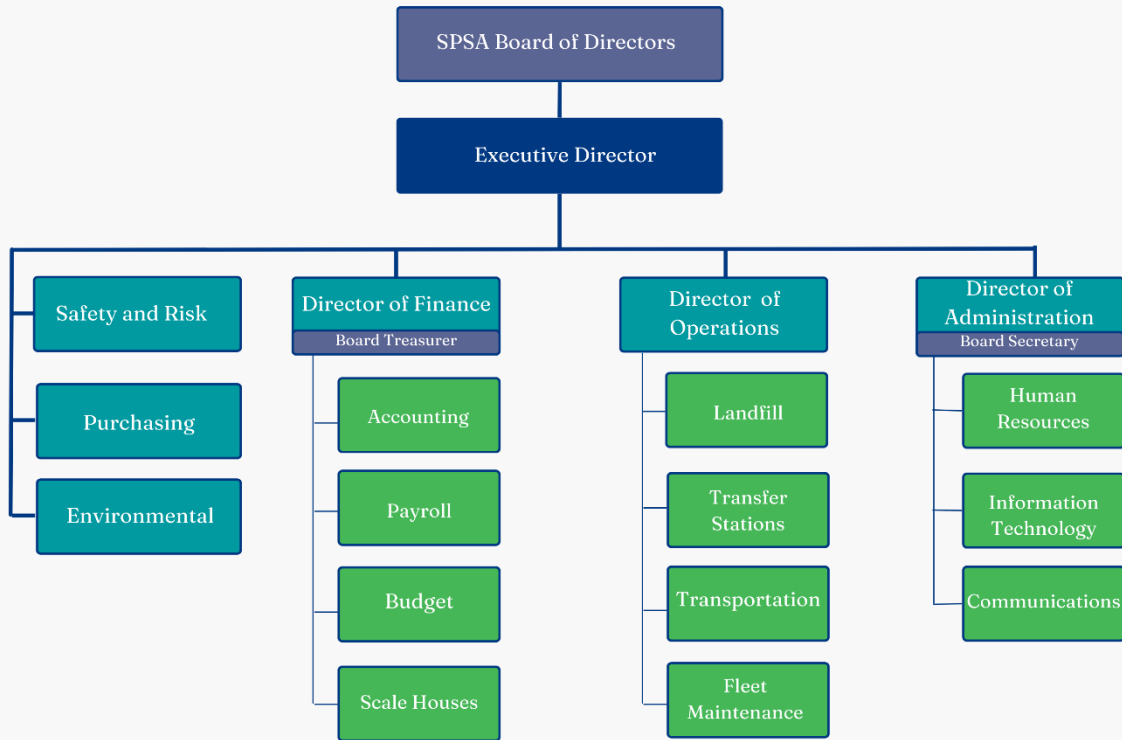 SPSA Board of Directors
Executive Director
Safety and Risk
Purchasing
Environmental
Director of Finance
Board Treasurer
Accounting
Payroll
Budget
Scale Houses
Director of
Operations
Landfill
Transfer
Stations
Transportation
Fleet
Maintenance
Director of
Administration
Board Secretary
Human
Resources
Information
Technology
Communications